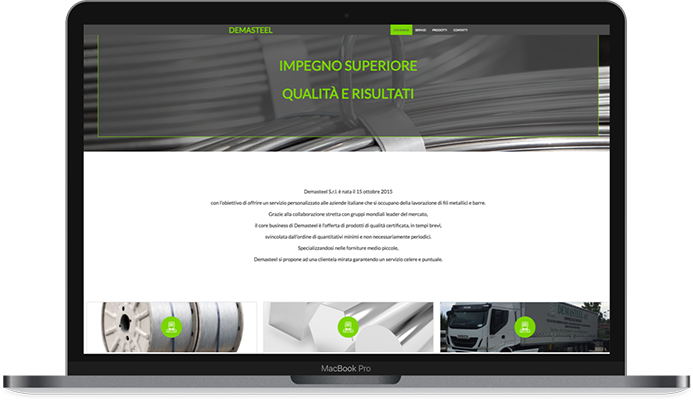 DEMASTEEL
SERVIZI PRODOTTI CONTATTI
IMPEGNO SUPERIORE
QUALITÀ E RISULTATI
Demasteel S.r.l. è nata il 15 ottobre 2015
con l'obiettivo di offrire un servizio personalizzato alle aziende italiane che si occupano della lavorazione di fili metallici e barre.
Grazie alla collaborazione stretta con gruppi mondiali leader del mercato,
il core business di Demasteel è l'offerta di prodotti di qualità certificata, in tempi brevi,
svincolata dall'ordine di quantitativi minimi e non necessariamente periodici.
Specializzandosi nelle forniture medio piccole,
Demasteel si propone ad una clientela mirata garantendo un servizio celere e puntuale.
DEMASTEEL
MacBook Pro